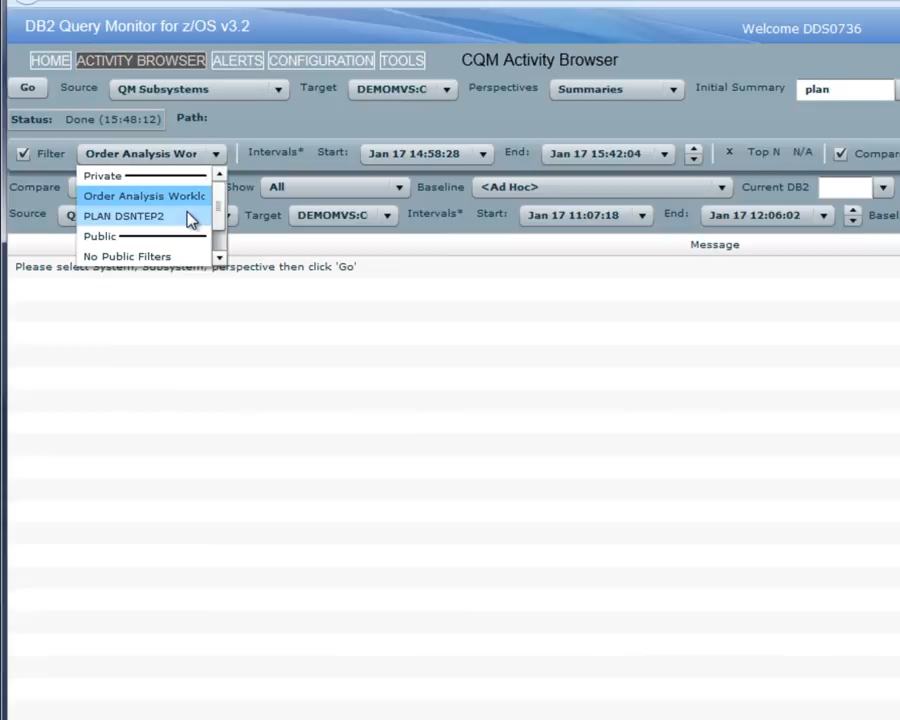 DB2 Query Monitor for z/OS v3.2
Welcome DDS0736
HOME ACTIVITY BROWSER ALERTS CONFIGURATION TOOLS CQM Activity Browser
Go Source QM Subsystems Target DEMOMVS:C Perspectives Summaries Initial Summary plan
Status: Done (15:48:12) Path:
Filter Order Analysis Wor Intervals* Start: Jan 17 14:58:28 End: Jan 17 15:42:04 X Top N N/A Compar
Private
Compare Order Analysis Workl Show All Baseline <Ad Hoc> Current DB2
Source Q PLAN DSNTEP2 Target DEMOMVS:C Intervals* Start: Jan 17 11:07:18 End: Jan 17 12:06:02 Basel
Public
Message
No Public Filters
Please select System, Subsystem, perspective then click 'Go'